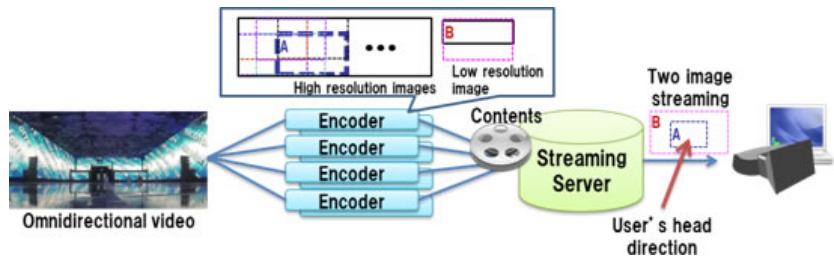 A
B
High resolution images
Low resolution
image
Omnidirectional video
Encoder
Encoder
Encoder
Encoder
Contents
Streaming
Server
Two image
streaming
B
A
User's head
direction